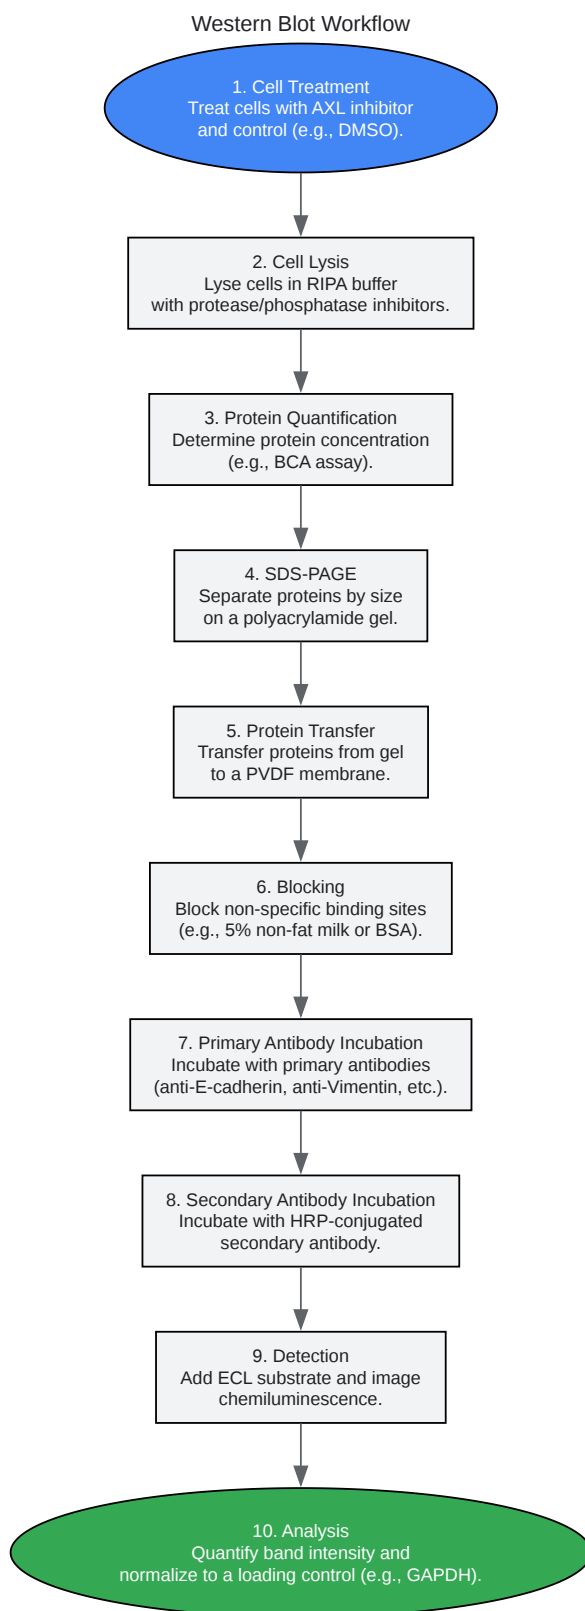 Western Blot Workflow
1. Cell Treatment
Treat cells with AXL inhibitor
and control (e.g., DMSO).
2. Cell Lysis
Lyse cells in RIPA buffer
with protease/phosphatase inhibitors.
3. Protein Quantification
Determine protein concentration
(e.g., BCA assay).
4. SDS-PAGE
Separate proteins by size
on a polyacrylamide gel.
5. Protein Transfer
Transfer proteins from gel
to a PVDF membrane.
6. Blocking
Block non-specific binding sites
(e.g., 5% non-fat milk or BSA).
7. Primary Antibody Incubation
Incubate with primary antibodies
(anti-E-cadherin, anti-Vimentin, etc.).
8. Secondary Antibody Incubation
Incubate with HRP-conjugated
secondary antibody.
9. Detection
Add ECL substrate and image
chemiluminescence.
10. Analysis
Quantify band intensity and
normalize to a loading control (e.g., GAPDH).